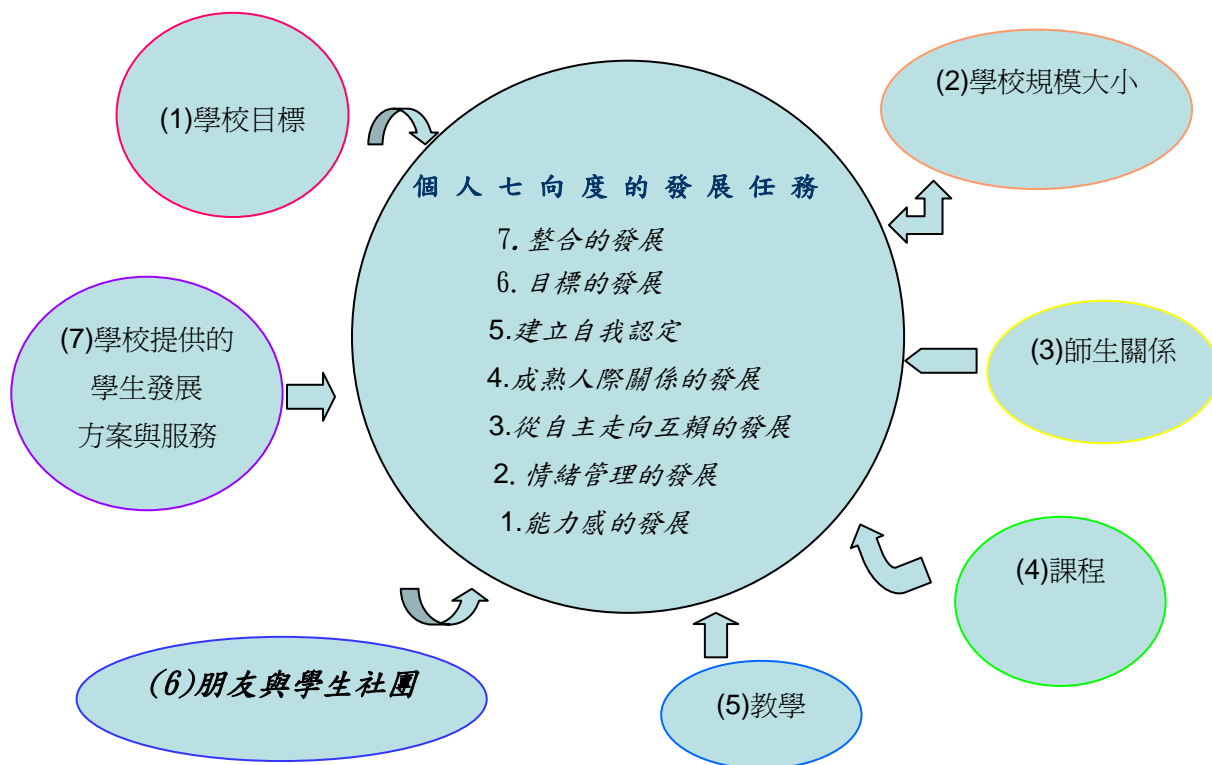 (1)學校目標
(2)學校規模大小
個人七向度的發展任務
7. 整合的發展
6. 目標的發展
5.建立自我認定
4.成熟人際關係的發展
3.從自主走向互賴的發展
2. 情緒管理的發展
1.能力感的發展
(3)師生關係
(4)課程
(5)教學
(6)朋友與學生社團
(7)學校提供的
學生發展
方案與服務